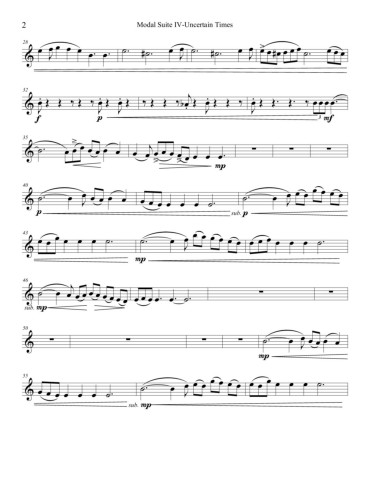 2
Modal Suite IV-Uncertain Times
28
32
f p mf
35
mp
40
p sub. p
43
mp
46
sub. mp
50
mp
55
sub. mp